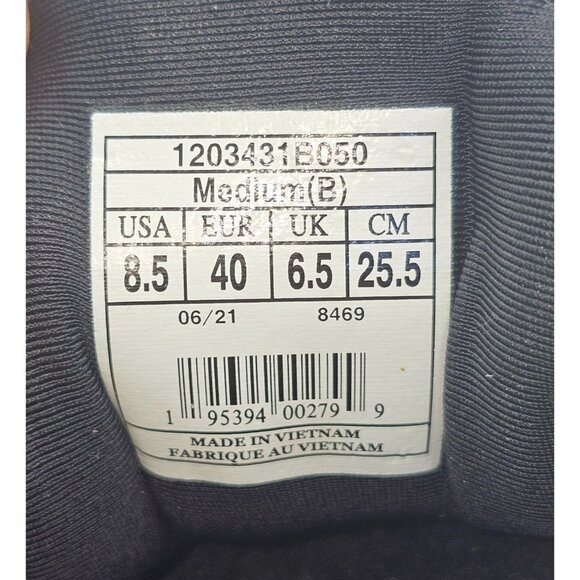 1203431B050
Medium(B)
USA EUR UK CM
8.5 40 6.5 25.5
06/21 8469
1 95394 00279 9
MADE IN VIETNAM
FABRIQUE AU VIETNAM